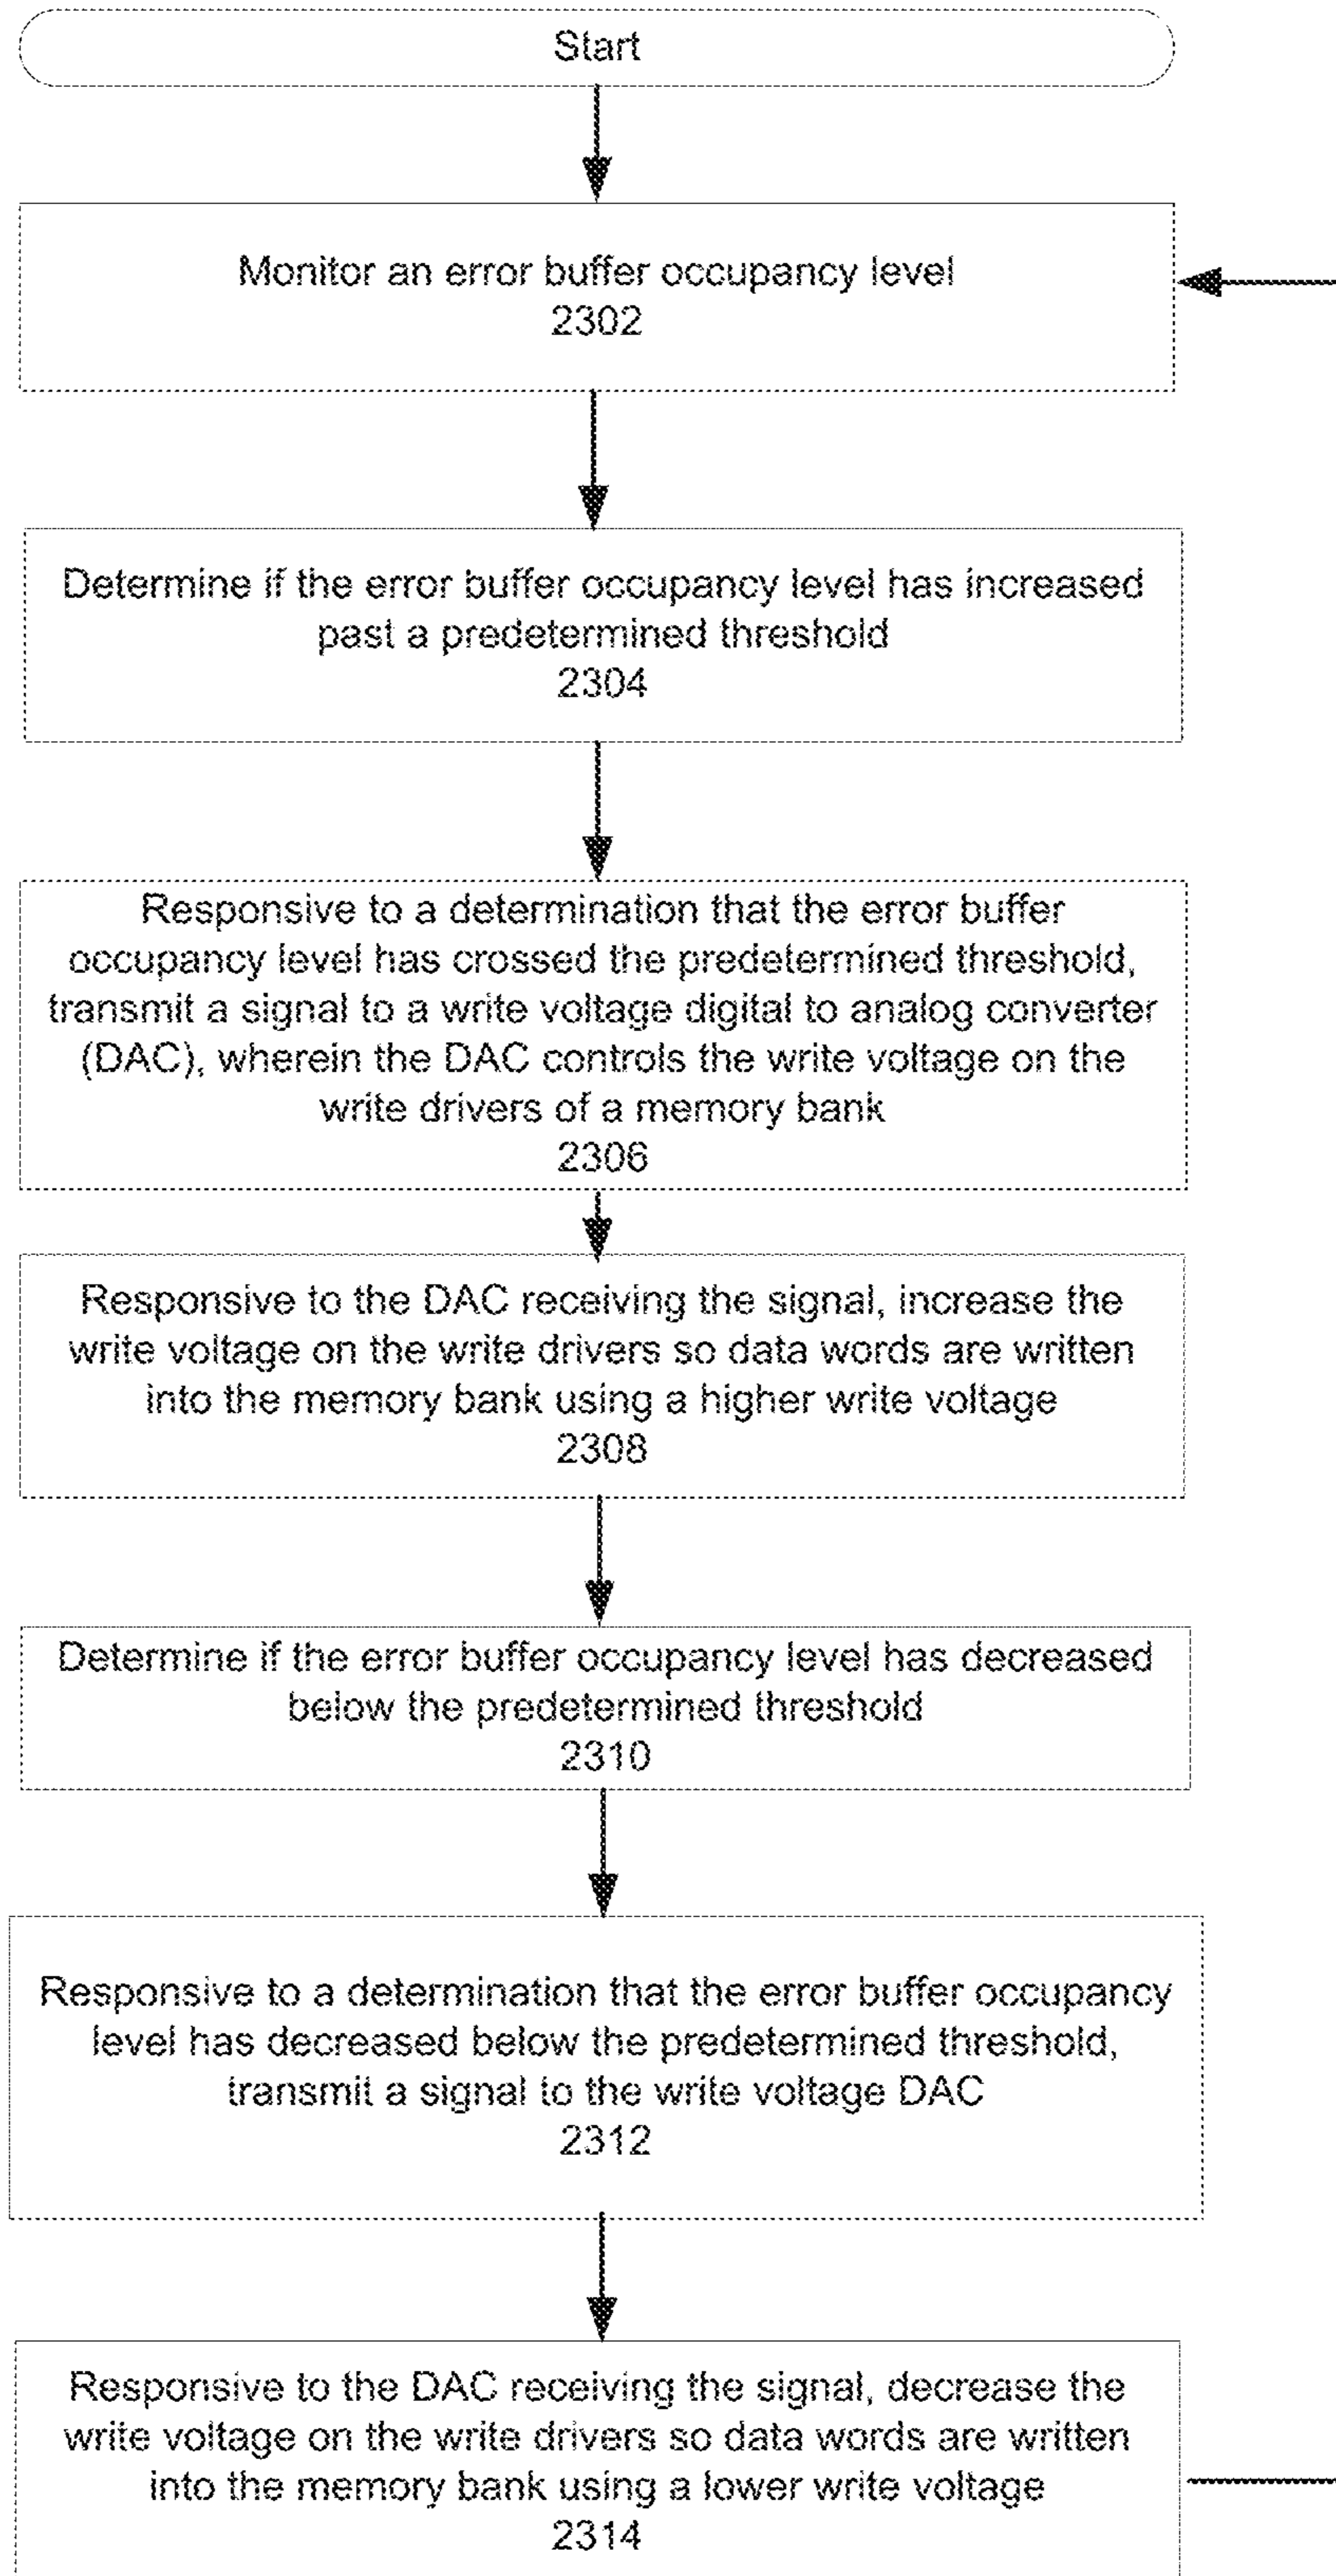 Start
Monitor an error buffer occupancy level
2302
Determine if the error buffer occupancy level has increased
past a predetermined threshold
2304
Responsive to a determination that the error buffer
occupancy level has crossed the predetermined threshold,
transmit a signal to a write voltage digital to analog converter
(DAC), wherein the DAC controls the write voltage on the
write drivers of a memory bank
2306
Responsive to the DAC receiving the signal, increase the
write voltage on the write drivers so data words are written
into the memory bank using a higher write voltage
2308
Determine if the error buffer occupancy level has decreased
below the predetermined threshold
2310
Responsive to a determination that the error buffer occupancy
level has decreased below the predetermined threshold,
transmit a signal to the write voltage DAC
2312
Responsive to the DAC receiving the signal, decrease the
write voltage on the write drivers so data words are written
into the memory bank using a lower write voltage
2314